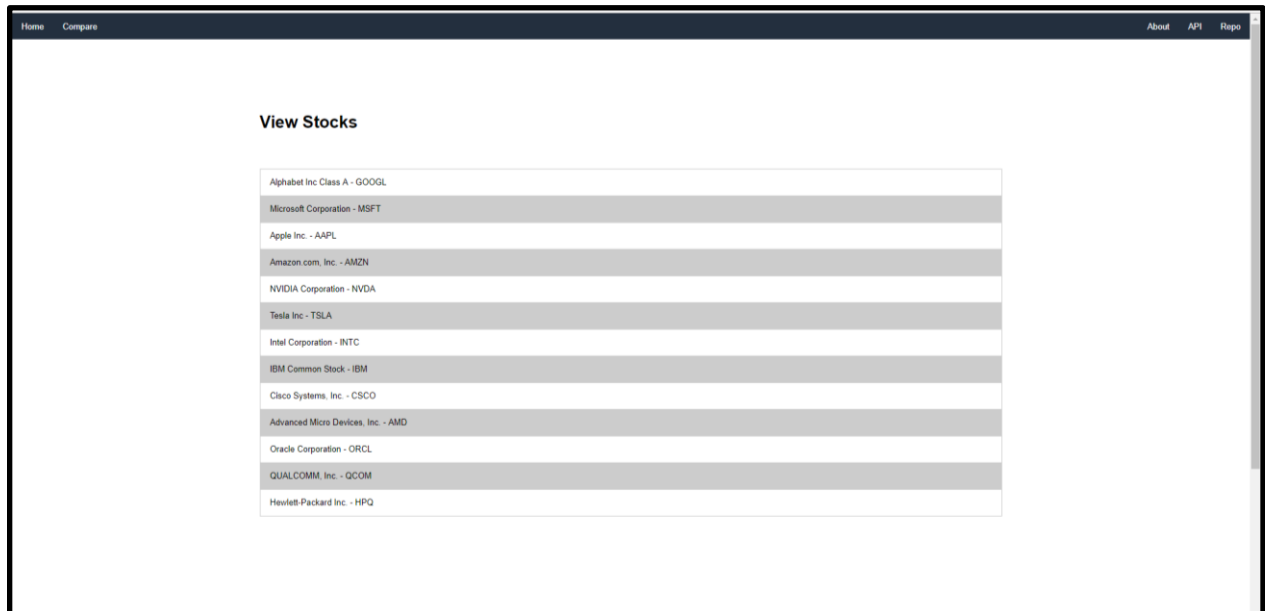 Home Compare About API Repo
View Stocks
Alphabet Inc Class A - GOOGL
Microsoft Corporation - MSFT
Apple Inc. - AAPL
Amazon.com, Inc. - AMZN
NVIDIA Corporation - NVDA
Tesla Inc - TSLA
Intel Corporation - INTC
IBM Common Stock - IBM
Cisco Systems, Inc. - CSCO
Advanced Micro Devices, Inc. - AMD
Oracle Corporation - ORCL
QUALCOMM, Inc. - QCOM
Hewlett-Packard Inc. - HPQ